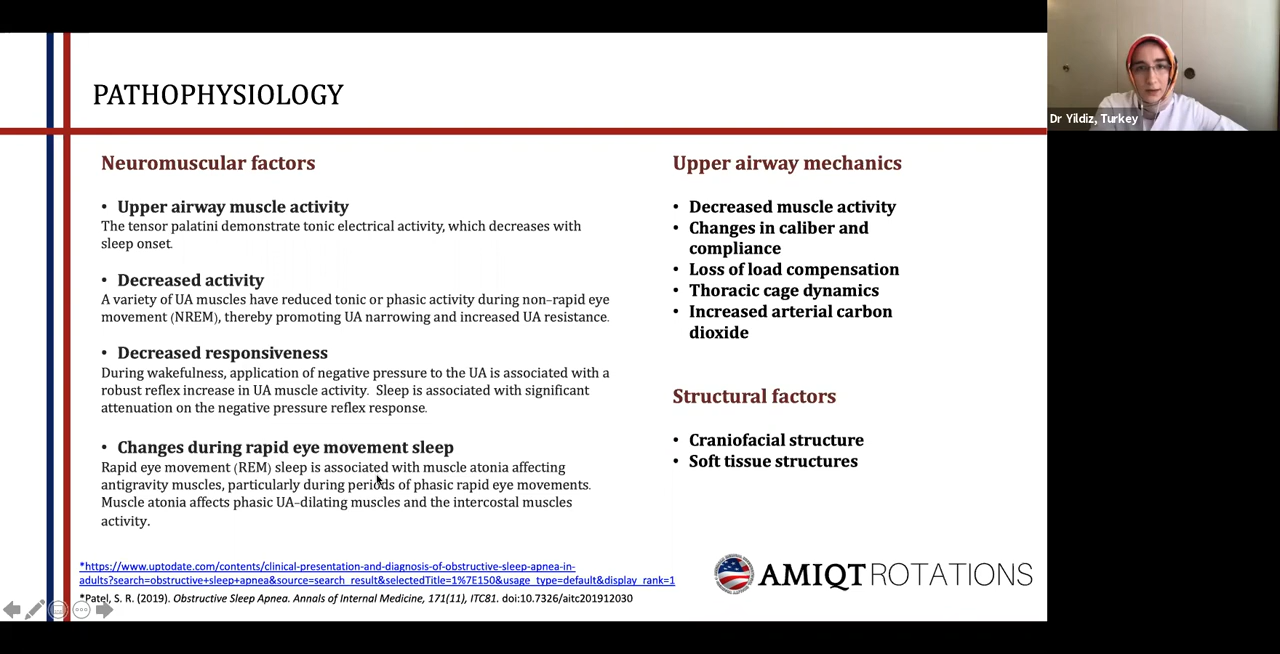 PATHOPHYSIOLOGY
Dr Yildiz, Turkey
Neuromuscular factors
• Upper airway muscle activity
The tensor palatini demonstrate tonic electrical activity, which decreases with
sleep onset.
• Decreased activity
A variety of UA muscles have reduced tonic or phasic activity during non-rapid eye
movement (NREM), thereby promoting UA narrowing and increased UA resistance.
• Decreased responsiveness
During wakefulness, application of negative pressure to the UA is associated with a
robust reflex increase in UA muscle activity. Sleep is associated with significant
attenuation on the negative pressure reflex response.
• Changes during rapid eye movement sleep
Rapid eye movement (REM) sleep is associated with muscle atonia affecting
antigravity muscles, particularly during periods of phasic rapid eye movements.
Muscle atonia affects phasic UA-dilating muscles and the intercostal muscles
activity.
Upper airway mechanics
• Decreased muscle activity
• Changes in caliber and
compliance
• Loss of load compensation
• Thoracic cage dynamics
• Increased arterial carbon
dioxide
Structural factors
• Craniofacial structure
• Soft tissue structures
*https://www.uptodate.com/contents/clinical-presentation-and-diagnosis-of-obstructive-sleep-apnea-in-
adults?search=obstructive+sleep+apnea&source=search_result&selectedTitle=1%7E150&usage_type=default&display_rank=1
*Patel, S. R. (2019). Obstructive Sleep Apnea. Annals of Internal Medicine, 171(11), ITC81. doi:10.7326/aitc201912030
AMIQT ROTATIONS